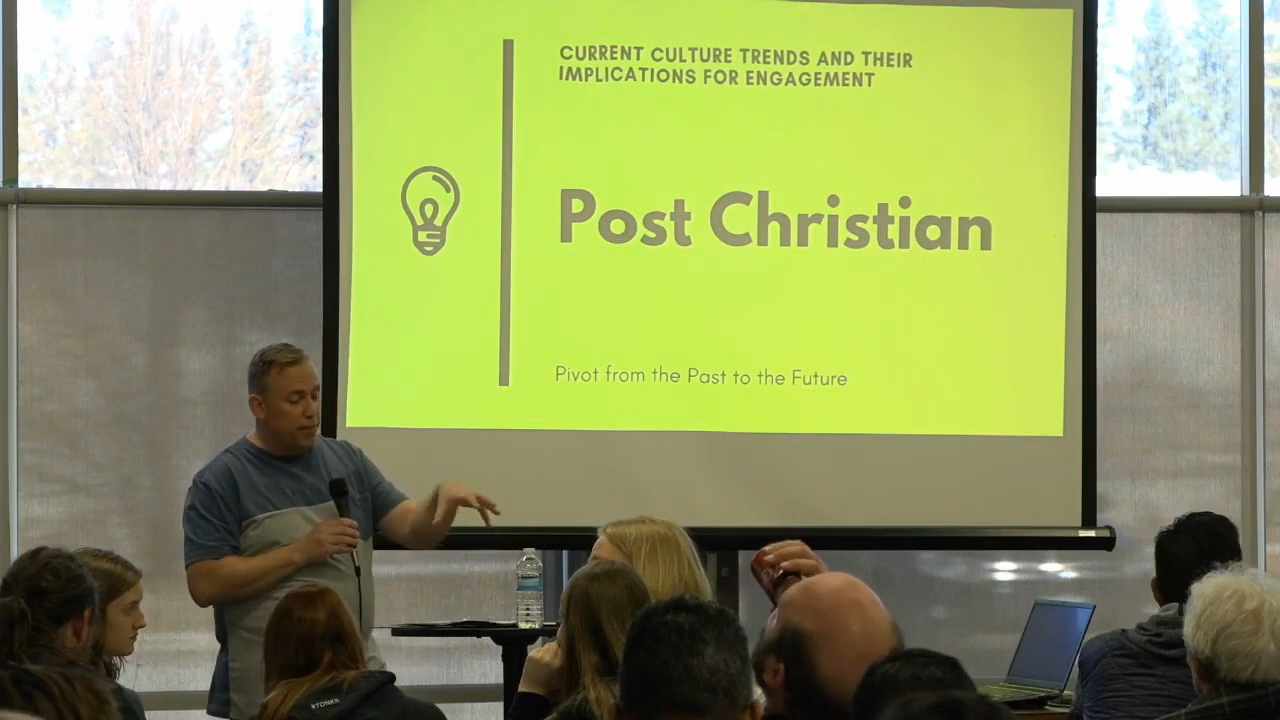 CURRENT CULTURE TRENDS AND THEIR
IMPLICATIONS FOR ENGAGEMENT
Post Christian
Pivot from the Past to the Future